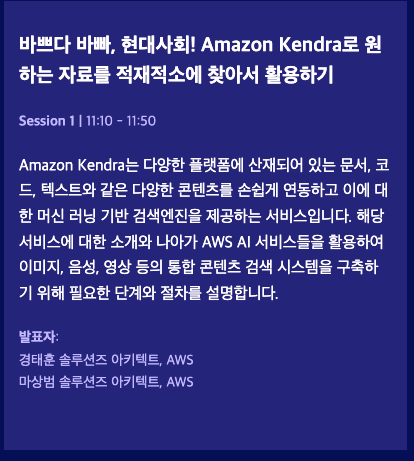 바쁘다 바빠, 현대사회! Amazon Kendra로 원
하는 자료를 적재적소에 찾아서 활용하기
Session 1 | 11:10 - 11:50
Amazon Kendra는 다양한 플랫폼에 산재되어 있는 문서, 코
드, 텍스트와 같은 다양한 콘텐츠를 손쉽게 연동하고 이에 대
한 머신 러닝 기반 검색엔진을 제공하는 서비스입니다. 해당
서비스에 대한 소개와 나아가 AWS AI 서비스들을 활용하여
이미지, 음성, 영상 등의 통합 콘텐츠 검색 시스템을 구축하
기 위해 필요한 단계와 절차를 설명합니다.
발표자:
경태훈 솔루션즈 아키텍트, AWS
마상범 솔루션즈 아키텍트, AWS